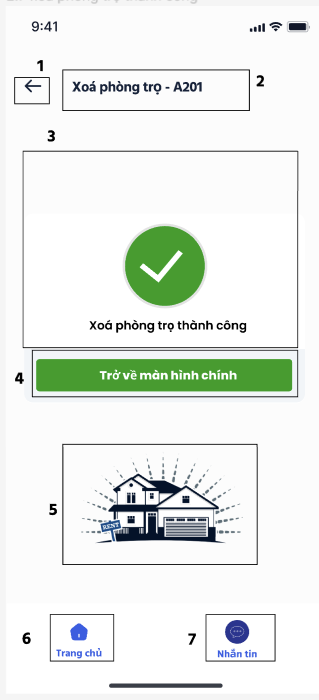 9:41
1
2
Xoá phòng trọ - A201
3
Xoá phòng trọ thành công
4
Trở về màn hình chính
5
RENT
6
Trang chủ
7
Nhắn tin